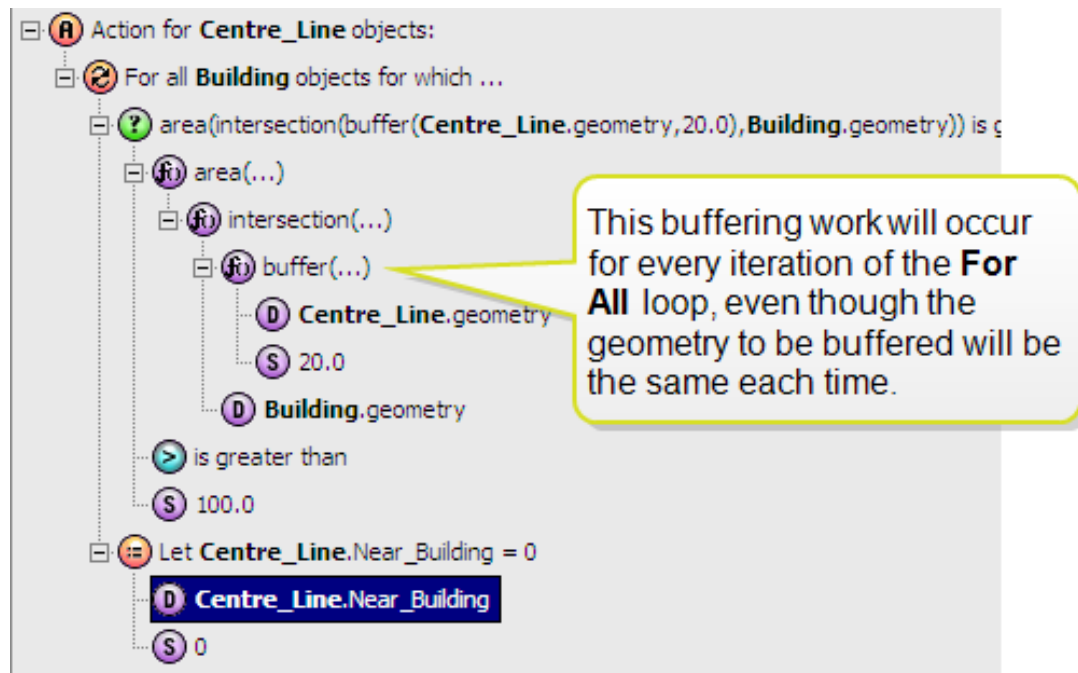 A Action for Centre_Line objects:
For all Building objects for which ...
? area(intersection(buffer(Centre_Line.geometry,20.0),Building.geometry)) is g
f() area(...)
f() intersection(...)
f() buffer(...)
D Centre_Line.geometry
S 20.0
D Building.geometry
> is greater than
S 100.0
:= Let Centre_Line.Near_Building = 0
D Centre_Line.Near_Building
S 0
This buffering work will occur
for every iteration of the For
All loop, even though the
geometry to be buffered will be
the same each time.